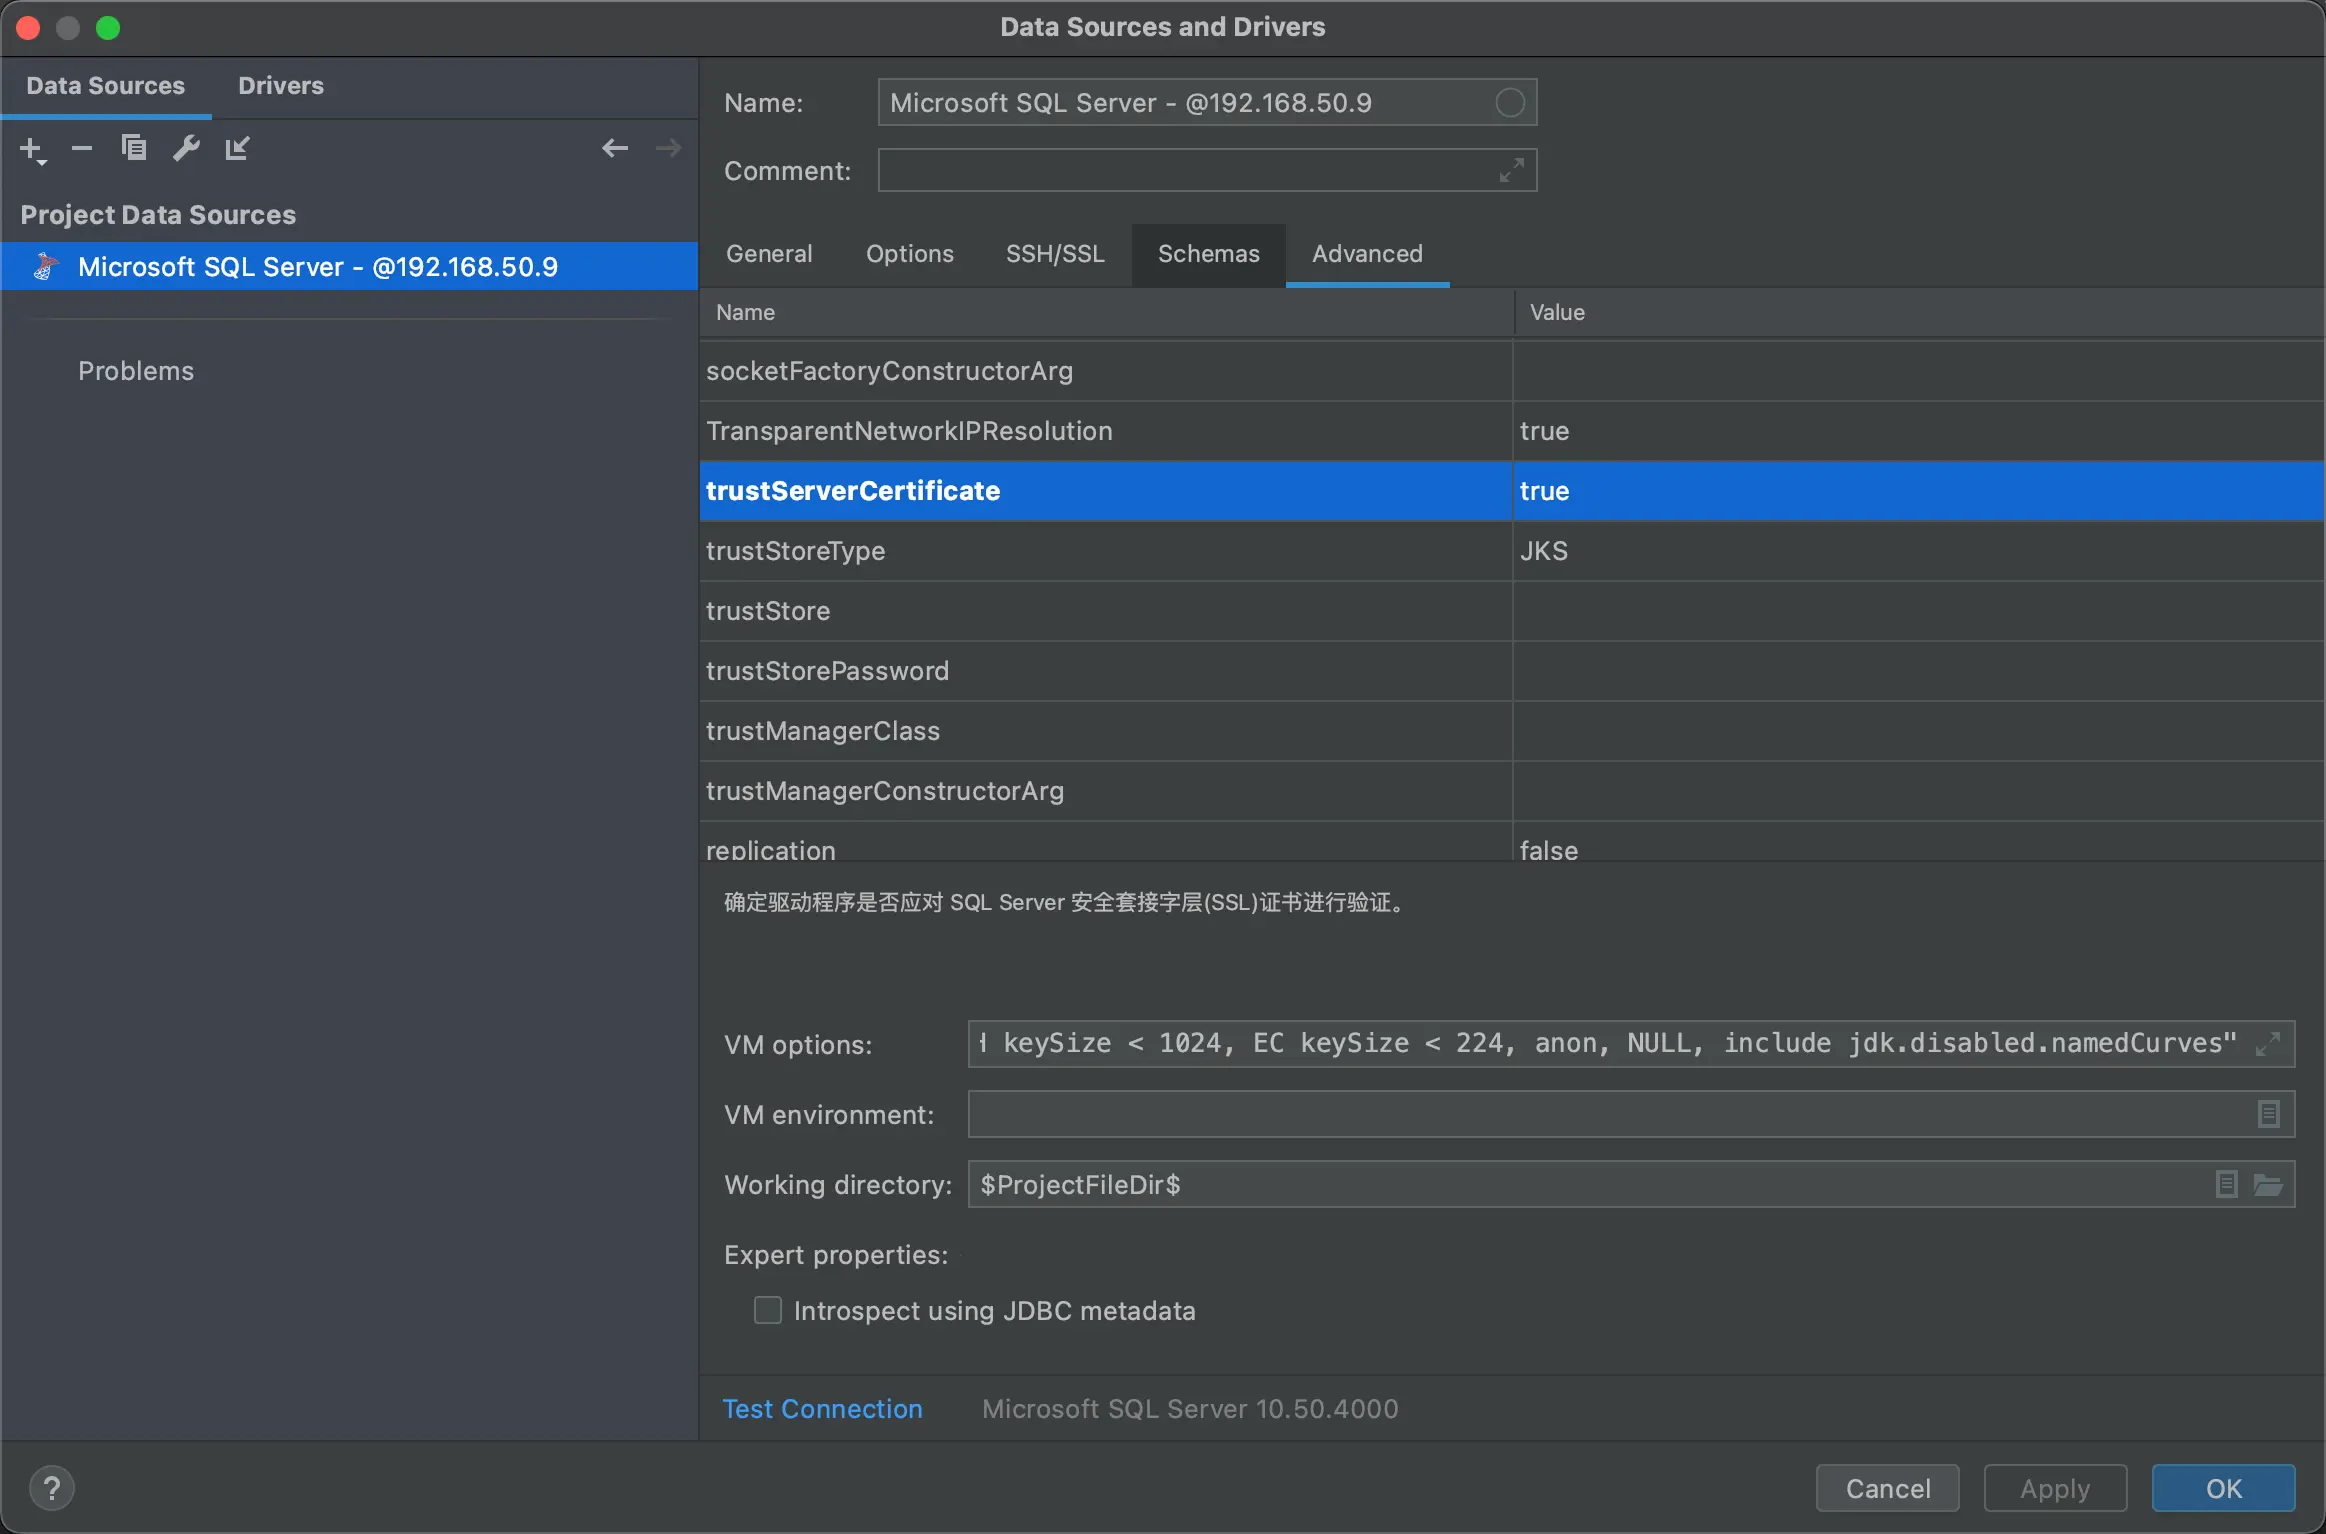 Data Sources and Drivers
Data Sources Drivers
Project Data Sources
Microsoft SQL Server - @192.168.50.9
Problems
Name: Microsoft SQL Server - @192.168.50.9
Comment:
General Options SSH/SSL Schemas Advanced
Name Value
socketFactoryConstructorArg
TransparentNetworkIPResolution true
trustServerCertificate true
trustStoreType JKS
trustStore
trustStorePassword
trustManagerClass
trustManagerConstructorArg
replication false
确定驱动程序是否应对 SQL Server 安全套接字层(SSL)证书进行验证。
VM options: keySize < 1024, EC keySize < 224, anon, NULL, include jdk.disabled.namedCurves"
VM environment:
Working directory: $ProjectFileDir$
Expert properties:
Introspect using JDBC metadata
Test Connection Microsoft SQL Server 10.50.4000
? Cancel Apply OK